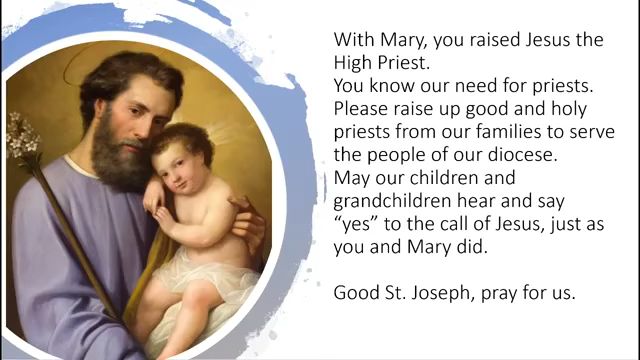 With Mary, you raised Jesus the
High Priest.
You know our need for priests.
Please raise up good and holy
priests from our families to serve
the people of our diocese.
May our children and
grandchildren hear and say
“yes” to the call of Jesus, just as
you and Mary did.
Good St. Joseph, pray for us.